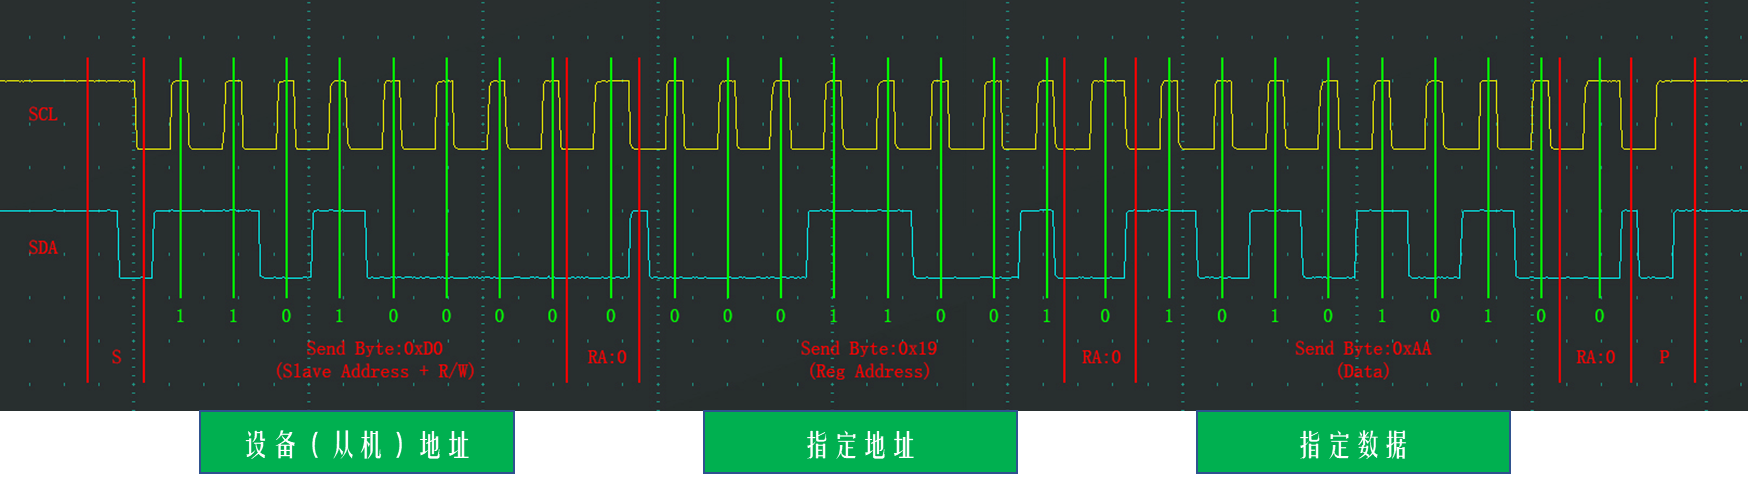 SCL
SDA
1 1 0 1 0 0 0 0 0 0 0 0 1 1 0 0 1 0 1 0 1 0 1 0 1 0 0
S
Send Byte:0xD0
(Slave Address + R/W)
RA:0
Send Byte:0x19
(Reg Address)
RA:0
Send Byte:0xAA
(Data)
RA:0
P
设备(从机)地址
指定地址
指定数据